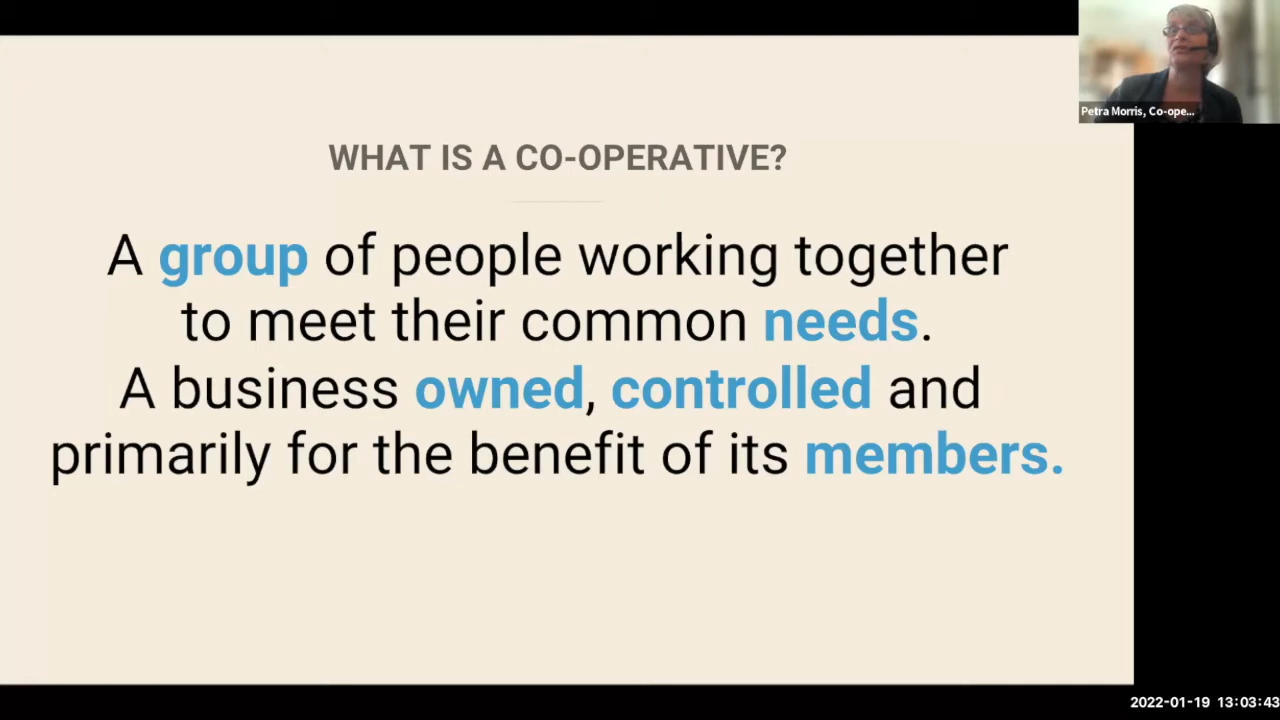 Petra Morris, Co-ope...
WHAT IS A CO-OPERATIVE?
A group of people working together
to meet their common needs.
A business owned, controlled and
primarily for the benefit of its members.
2022-01-19 13:03:43